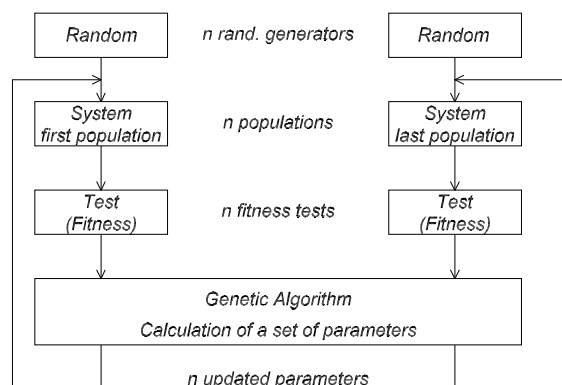 Random
n rand. generators
Random
System
first population
n populations
System
last population
Test
(Fitness)
n fitness tests
Test
(Fitness)
Genetic Algorithm
Calculation of a set of parameters
n updated parameters